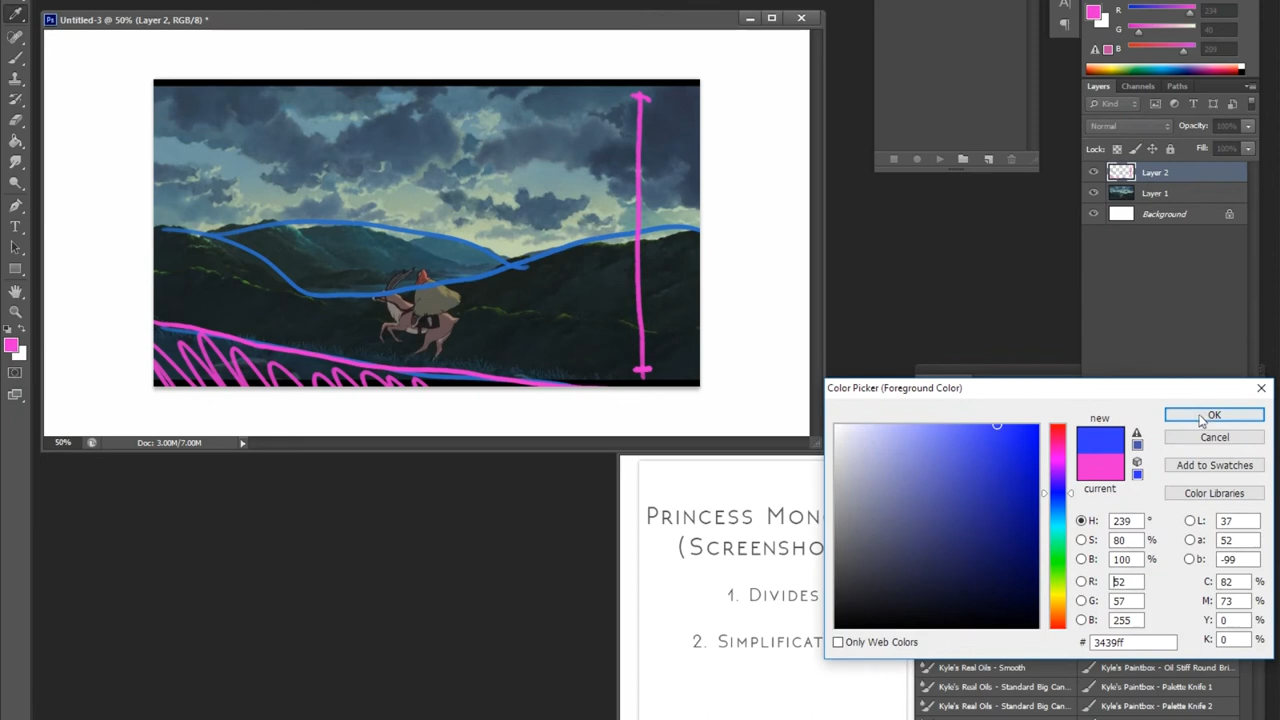 Untitled-3 @ 50% (Layer 2, RGB/8) *
234
G
40
B
209
Layers Channels Paths
Kind
Normal Opacity: 100%
Lock: Fill: 100%
Layer 2
Layer 1
Background
50% Doc: 3.00M/7.00M
Color Picker (Foreground Color)
new
OK
Cancel
Add to Swatches
current
Color Libraries
H: 239 ° L: 37
S: 80 % a: 52
B: 100 % b: -99
R: 52 C: 82 %
G: 57 M: 73 %
B: 255 Y: 0 %
K: 0 %
Only Web Colors # 3439ff
Princess Mon
(Screensho
1. Divides
2. Simplificat
Kyle's Real Oils - Smooth Kyle's Paintbox - Oil Stiff Round Bri...
Kyle's Real Oils - Standard Big Can... Kyle's Paintbox - Palette Knife 1
Kyle's Real Oils - Standard Big Can... Kyle's Paintbox - Palette Knife 2